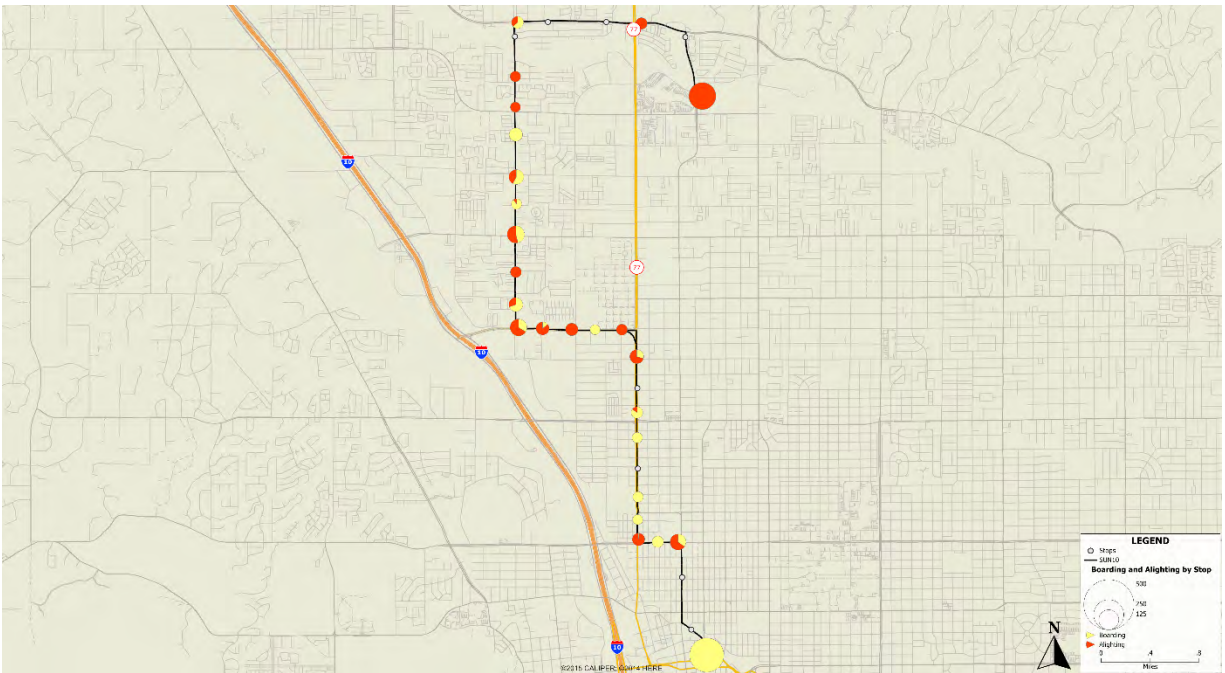 77
10
77
10
10
LEGEND
Stops
SUN10
Boarding and Alighting by Stop
500
250
125
Boarding
Alighting
0 .4 .8
Miles
N
©2015 CALIPER; ©2014 HERE